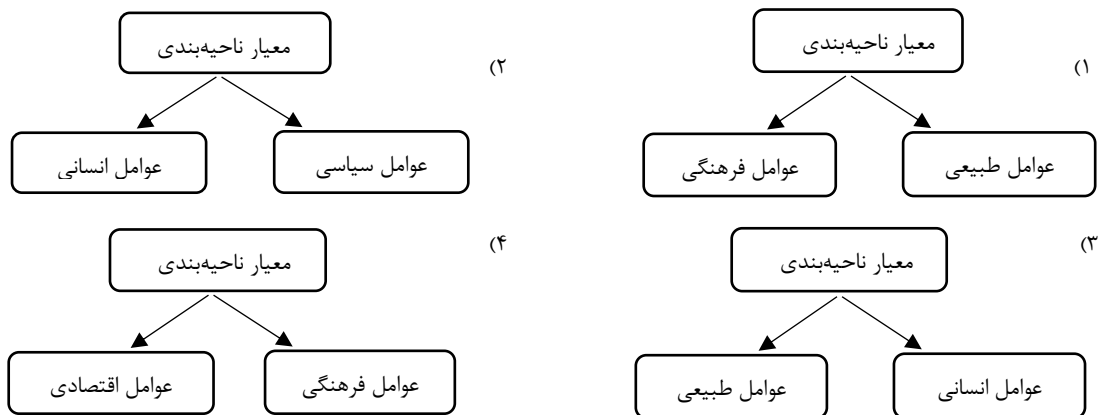 ۱)
معیار ناحیه‌بندی
عوامل طبیعی
عوامل فرهنگی
۲)
معیار ناحیه‌بندی
عوامل سیاسی
عوامل انسانی
۳)
معیار ناحیه‌بندی
عوامل انسانی
عوامل طبیعی
۴)
معیار ناحیه‌بندی
عوامل فرهنگی
عوامل اقتصادی